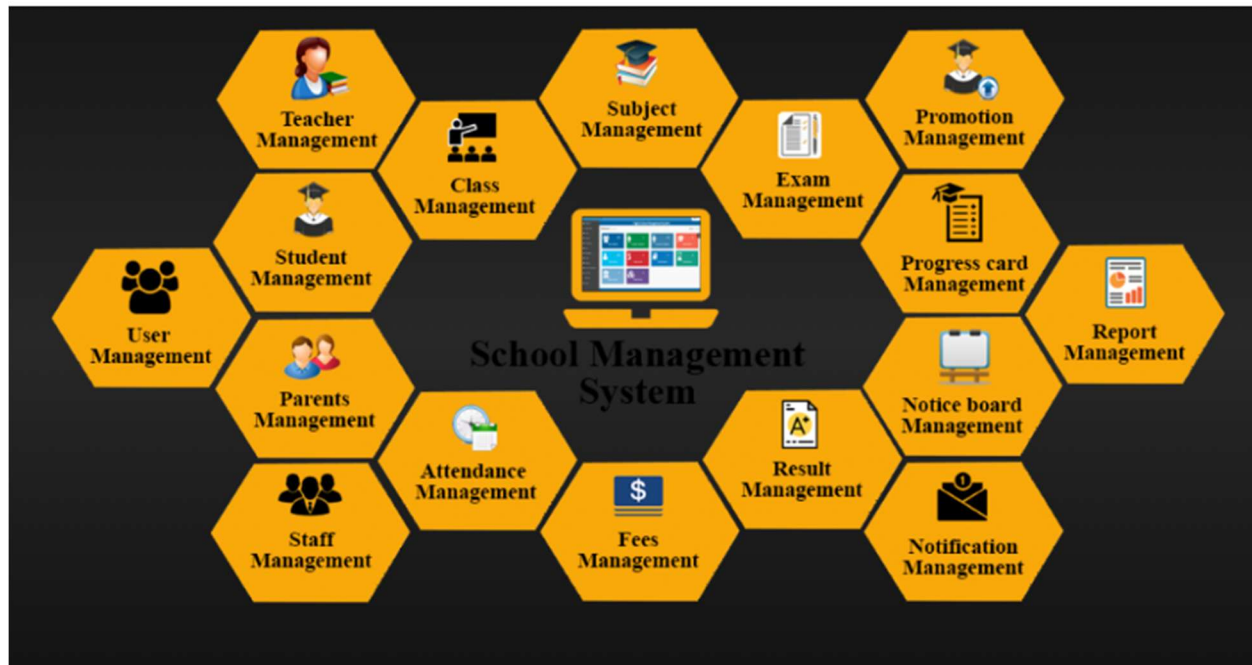 Teacher
Management
Subject
Management
Promotion
Management
Class
Management
Exam
Management
Student
Management
Progress card
Management
User
Management
Report
Management
School Management
System
Parents
Management
Notice board
Management
Attendance
Management
Result
Management
Staff
Management
$
Fees
Management
A+
1
Notification
Management